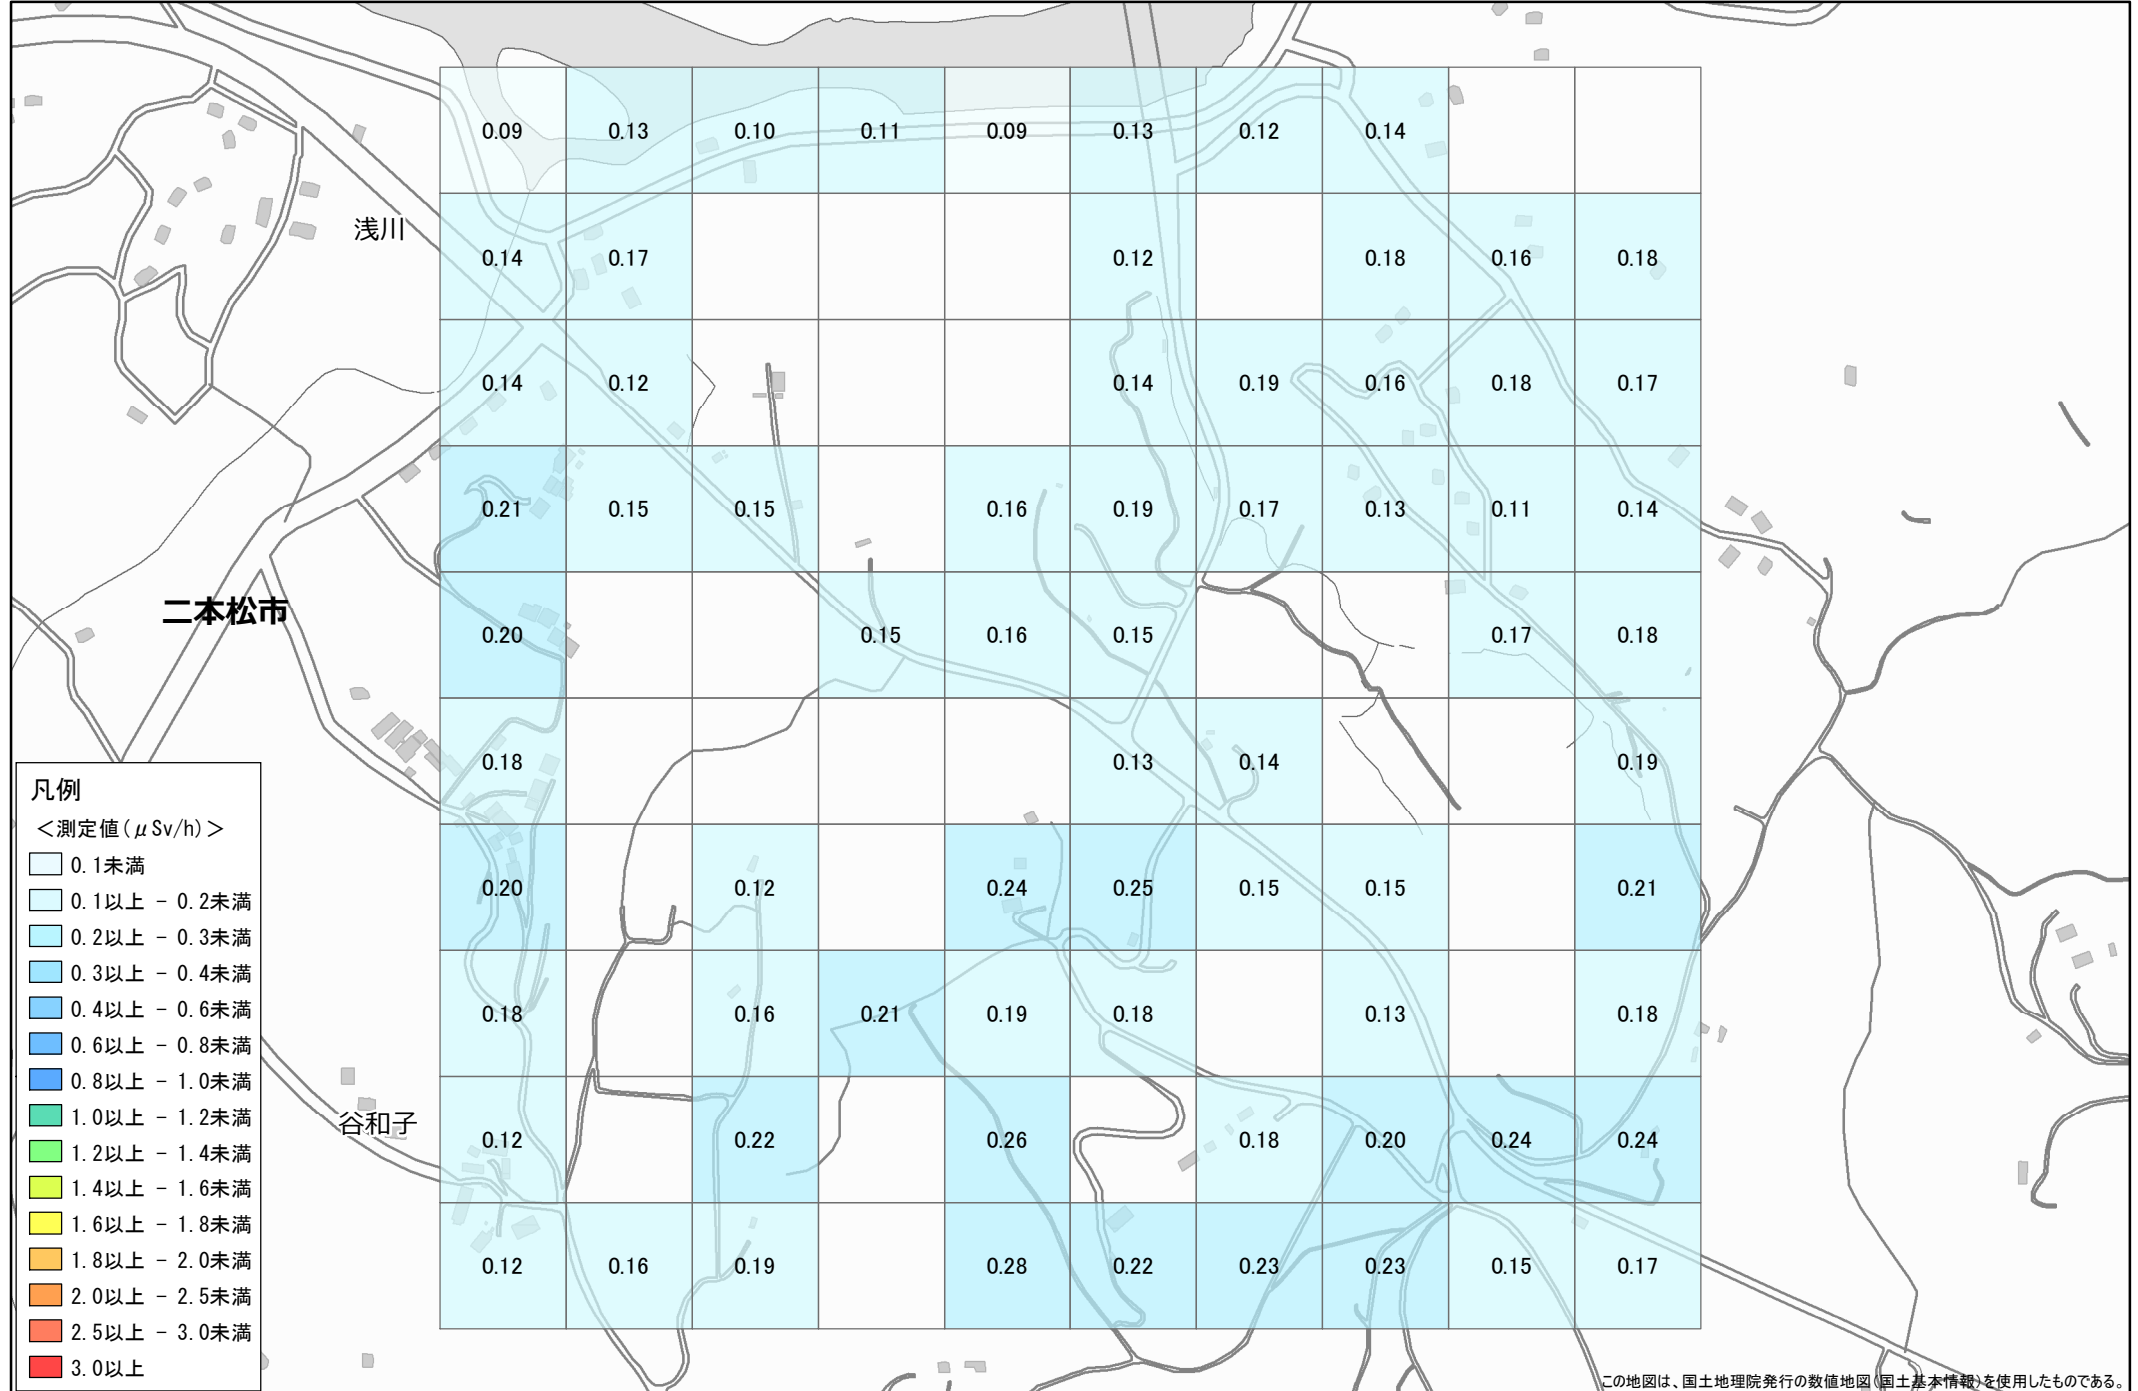 0.09 0.13 0.10 0.11 0.09 0.13 0.12 0.14
浅川
0.14 0.17 0.12 0.18 0.16 0.18
0.14 0.12 0.14 0.19 0.16 0.18 0.17
0.21 0.15 0.15 0.16 0.19 0.17 0.13 0.11 0.14
二本松市
0.20 0.15 0.16 0.15 0.17 0.18
0.18 0.13 0.14 0.19
0.20 0.12 0.24 0.25 0.15 0.15 0.21
0.18 0.16 0.21 0.19 0.18 0.13 0.18
谷和子
0.12 0.22 0.26 0.18 0.20 0.24 0.24
0.12 0.16 0.19 0.28 0.22 0.23 0.23 0.15 0.17
凡例
＜測定値(μSv/h)＞
0.1未満
0.1以上 - 0.2未満
0.2以上 - 0.3未満
0.3以上 - 0.4未満
0.4以上 - 0.6未満
0.6以上 - 0.8未満
0.8以上 - 1.0未満
1.0以上 - 1.2未満
1.2以上 - 1.4未満
1.4以上 - 1.6未満
1.6以上 - 1.8未満
1.8以上 - 2.0未満
2.0以上 - 2.5未満
2.5以上 - 3.0未満
3.0以上
この地図は、国土地理院発行の数値地図(国土基本情報)を使用したものである。